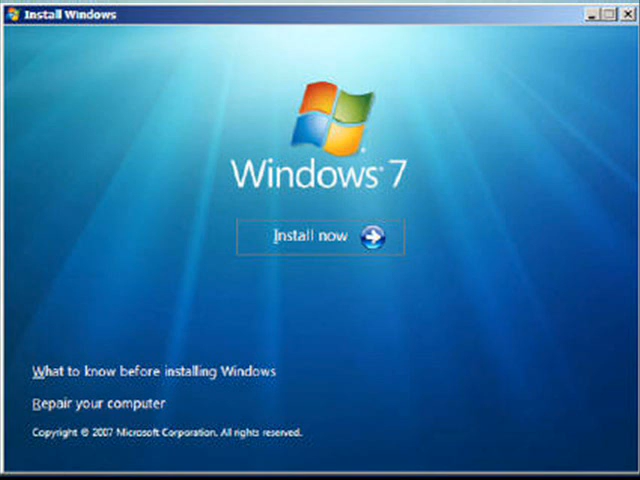 Install Windows
Windows 7
Install now
What to know before installing Windows
Repair your computer
Copyright © 2007 Microsoft Corporation. All rights reserved.